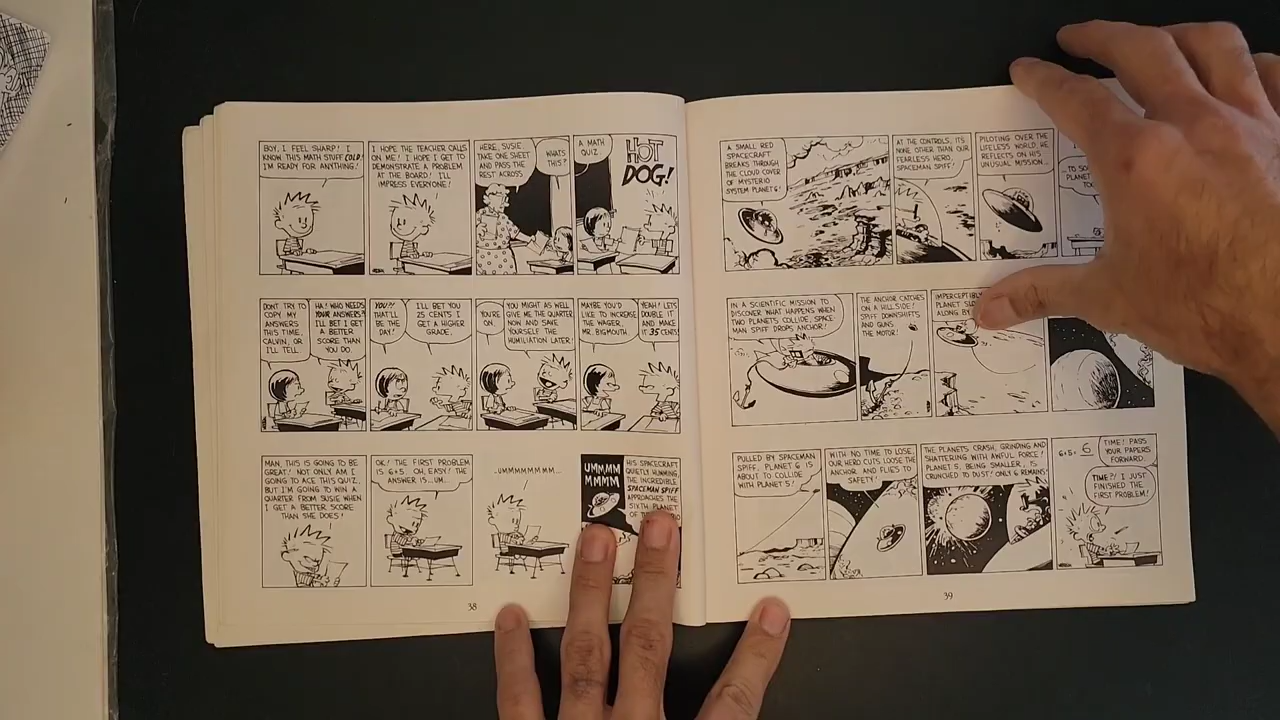 BOY, I FEEL SHARP! I
KNOW THIS MATH STUFF COLD!
I'M READY FOR ANYTHING!
I HOPE THE TEACHER CALLS
ON ME! I HOPE I GET TO
DEMONSTRATE A PROBLEM
AT THE BOARD! I'LL
IMPRESS EVERYONE!
HERE, SUSIE.
TAKE ONE SHEET
AND PASS THE
REST ACROSS
WHATS
THIS?
A MATH
QUIZ.
HOT
DOG!
DON'T TRY TO
COPY MY
ANSWERS
THIS TIME,
CALVIN, OR
I'LL TELL.
HA! WHO NEEDS
YOUR ANSWERS?
I'LL BET I GET
A BETTER
SCORE THAN
YOU DO.
YOU?!
THAT'LL
BE THE
DAY!
I'LL BET YOU
25 CENTS I
GET A HIGHER
GRADE.
YOU'RE
ON.
YOU MIGHT AS WELL
GIVE ME THE QUARTER
NOW AND SAVE
YOURSELF THE
HUMILIATION LATER!
MAYBE YOU'D
LIKE TO INCREASE
THE WAGER,
MR. BIGMOUTH.
YEAH! LETS
DOUBLE IT
AND MAKE
IT 35 CENTS!
MAN, THIS IS GOING TO BE
GREAT! NOT ONLY AM I
GOING TO ACE THIS QUIZ,
BUT I'M GOING TO WIN A
QUARTER FROM SUSIE WHEN
I GET A BETTER SCORE
THAN SHE DOES!
OK! THE FIRST PROBLEM
IS 6+5. OH, EASY! THE
ANSWER IS...UM...
...UMMMMMMMM...
UMM,MM
MMMM
HIS SPACECRAFT
QUIETLY HUMMING,
THE INCREDIBLE
SPACEMAN SPIFF
APPROACHES THE
SIXTH PLANET
OF
38
A SMALL RED
SPACECRAFT
BREAKS THROUGH
THE CLOUD COVER
OF MYSTERIO
SYSTEM PLANET 6!
AT THE CONTROLS, IT'S
NONE OTHER THAN OUR
FEARLESS HERO,
SPACEMAN SPIFF!
PILOTING OVER THE
LIFELESS WORLD, HE
REFLECTS ON HIS
UNUSUAL MISSION...
...TO
PLANET
IN A SCIENTIFIC MISSION TO
DISCOVER WHAT HAPPENS WHEN
TWO PLANETS COLLIDE, SPACE-
MAN SPIFF DROPS ANCHOR!
THE ANCHOR CATCHES
ON A HILLSIDE!
SPIFF DOWNSHIFTS
AND GUNS
THE MOTOR!
IMPERCEPTIBLY
PLANET
ALONG
PULLED BY SPACEMAN
SPIFF, PLANET 6 IS
ABOUT TO COLLIDE
WITH PLANET 5!
WITH NO TIME TO LOSE,
OUR HERO CUTS LOOSE THE
ANCHOR, AND FLIES TO
SAFETY!
THE PLANETS CRASH, GRINDING AND
SHATTERING WITH AWFUL FORCE!
PLANET 5, BEING SMALLER, IS
CRUNCHED TO DUST! ONLY 6 REMAINS!
6+5= 6
TIME! PASS
YOUR PAPERS
FORWARD.
TIME?! I JUST
FINISHED THE
FIRST PROBLEM!
39